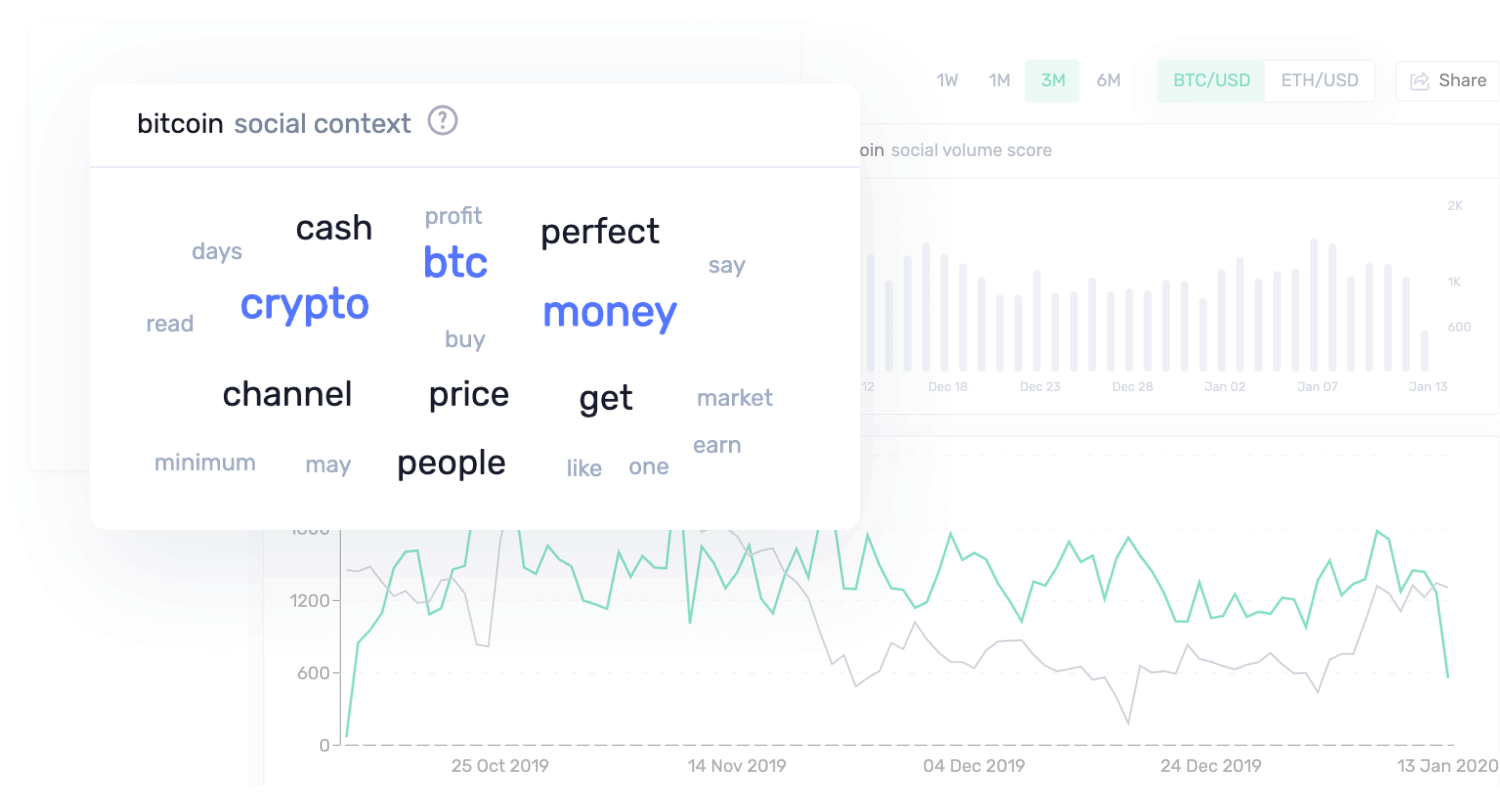 1W 1M 3M 6M BTC/USD ETH/USD Share
bitcoin social context ?
oin social volume score
profit
cash
perfect
days
btc
say
crypto
money
read
buy
channel
price
get
market
earn
minimum
may
people
like
one
2K
1K
600
12 Dec 18 Dec 23 Dec 28 Jan 02 Jan 07 Jan 13
1200
600
0
25 Oct 2019 14 Nov 2019 04 Dec 2019 24 Dec 2019 13 Jan 2020